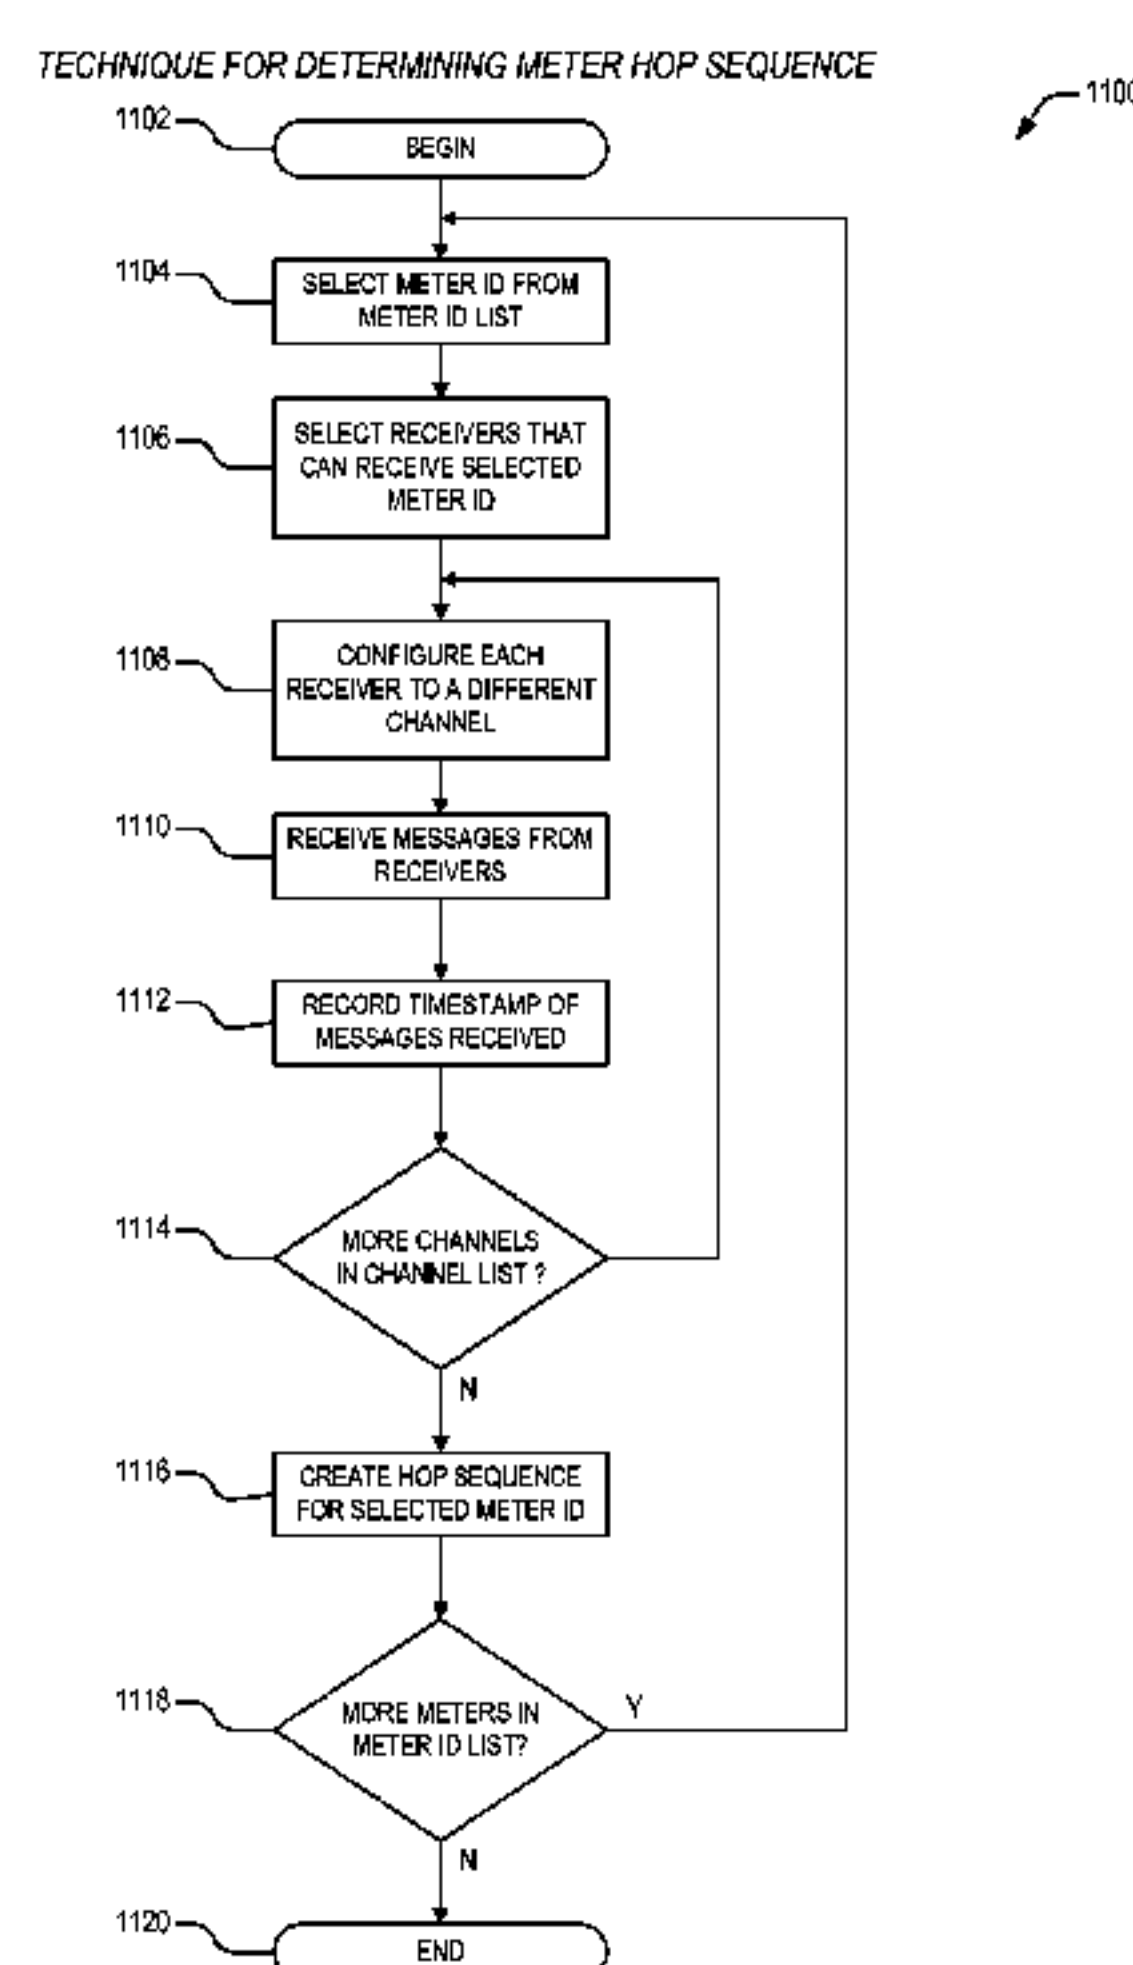 TECHNIQUE FOR DETERMINING METER HOP SEQUENCE
1100
1102
BEGIN
1104
SELECT METER ID FROM
METER ID LIST
1106
SELECT RECEIVERS THAT
CAN RECEIVE SELECTED
METER ID
1108
CONFIGURE EACH
RECEIVER TO A DIFFERENT
CHANNEL
1110
RECEIVE MESSAGES FROM
RECEIVERS
1112
RECORD TIMESTAMP OF
MESSAGES RECEIVED
1114
MORE CHANNELS
IN CHANNEL LIST ?
N
1116
CREATE HOP SEQUENCE
FOR SELECTED METER ID
1118
MORE METERS IN
METER ID LIST?
Y
N
1120
END